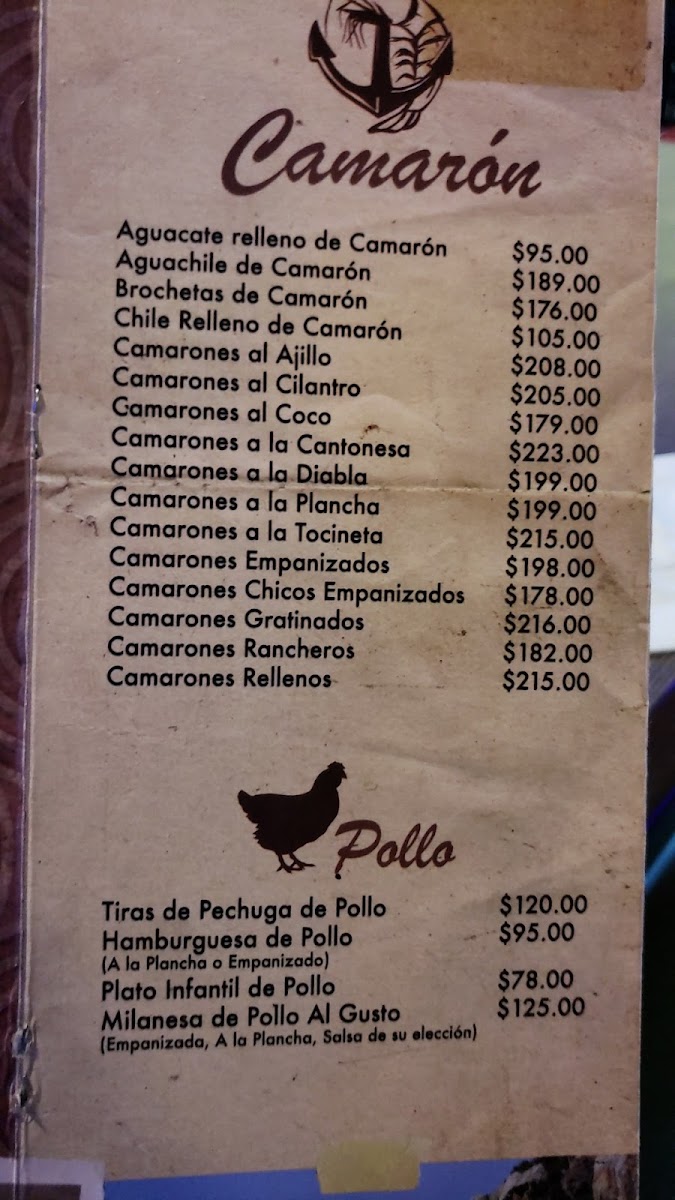 Camarón
Aguacate relleno de Camarón $95.00
Aguachile de Camarón $189.00
Brochetas de Camarón $176.00
Chile Relleno de Camarón $105.00
Camarones al Ajillo $208.00
Camarones al Cilantro $205.00
Camarones al Coco $179.00
Camarones a la Cantonesa $223.00
Camarones a la Diabla $199.00
Camarones a la Plancha $199.00
Camarones a la Tocineta $215.00
Camarones Empanizados $198.00
Camarones Chicos Empanizados $178.00
Camarones Gratinados $216.00
Camarones Rancheros $182.00
Camarones Rellenos $215.00
Pollo
Tiras de Pechuga de Pollo $120.00
Hamburguesa de Pollo $95.00
(A la Plancha o Empanizado)
Plato Infantil de Pollo $78.00
Milanesa de Pollo Al Gusto $125.00
(Empanizada, A la Plancha, Salsa de su elección)